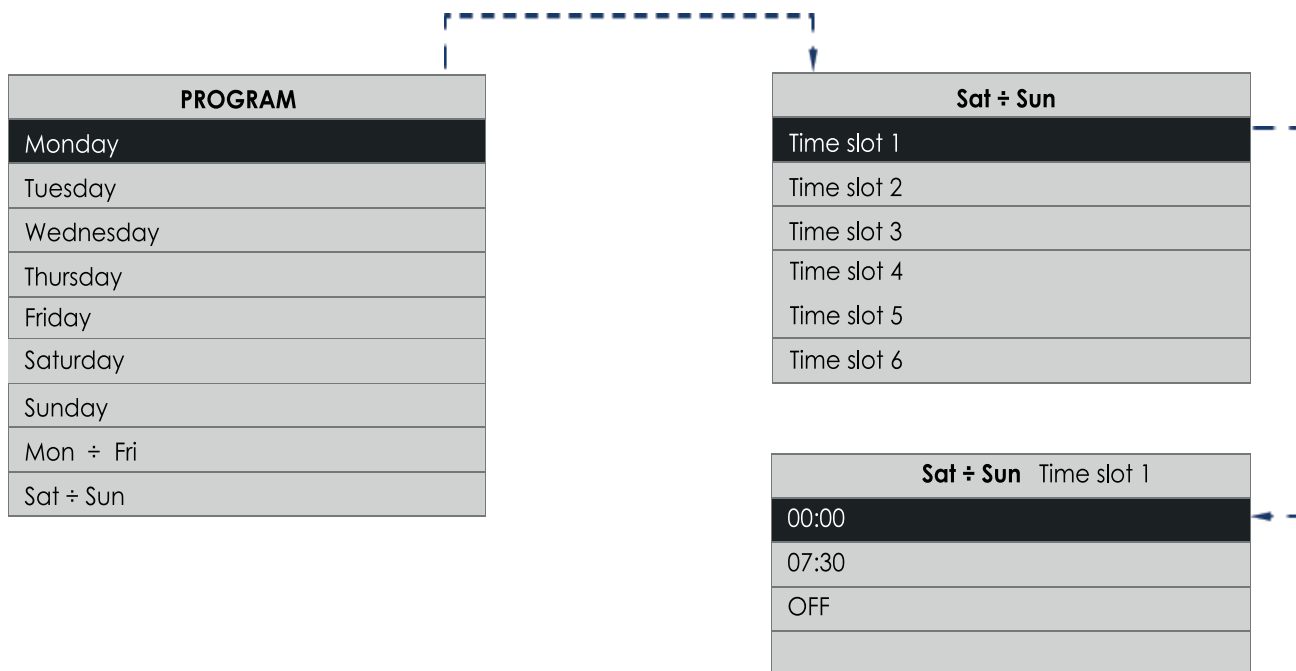 PROGRAM
Monday
Tuesday
Wednesday
Thursday
Friday
Saturday
Sunday
Mon ÷ Fri
Sat ÷ Sun
Sat ÷ Sun
Time slot 1
Time slot 2
Time slot 3
Time slot 4
Time slot 5
Time slot 6
Sat ÷ Sun Time slot 1
00:00
07:30
OFF